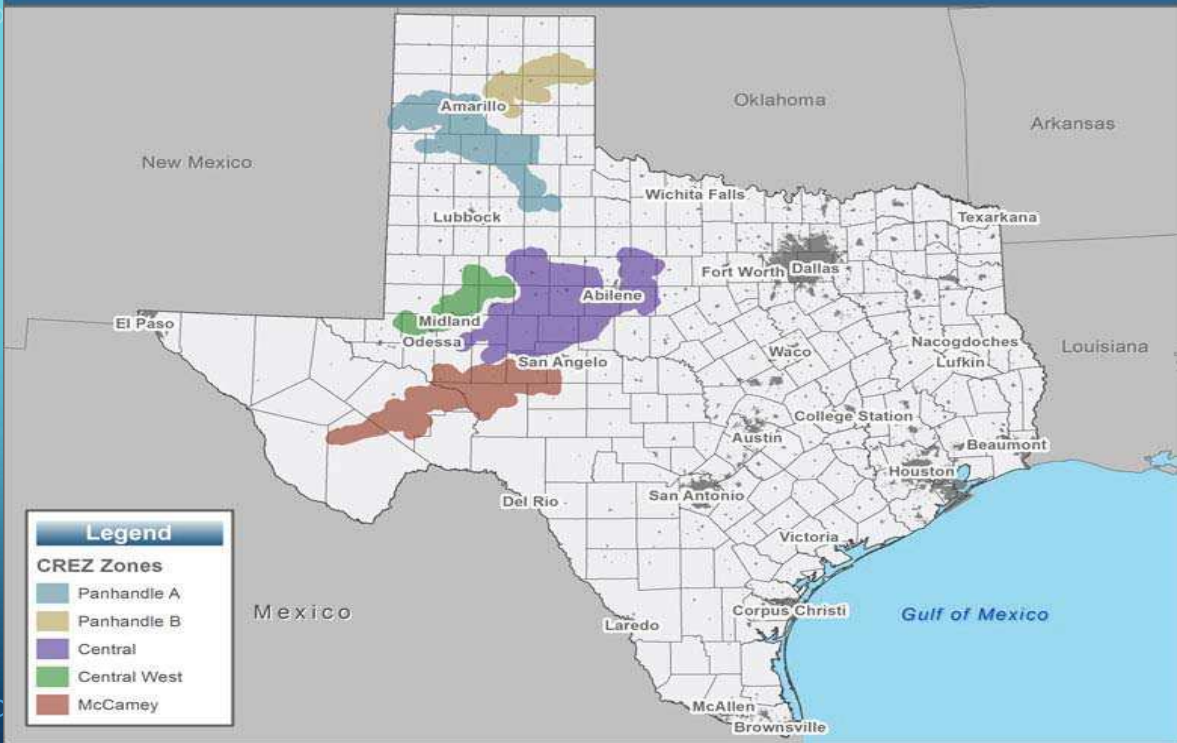 Oklahoma
Amarillo
Arkansas
New Mexico
Wichita Falls
Lubbock
Texarkana
Fort Worth
Dallas
Abilene
El Paso
Midland
Odessa
Nacogdoches
Lufkin
Louisiana
Waco
San Angelo
College Station
Austin
Beaumont
Houston
San Antonio
Del Rio
Victoria
Legend
CREZ Zones
Panhandle A
Panhandle B
Central
Central West
McCamey
Mexico
Corpus Christi
Gulf of Mexico
Laredo
McAllen
Brownsville